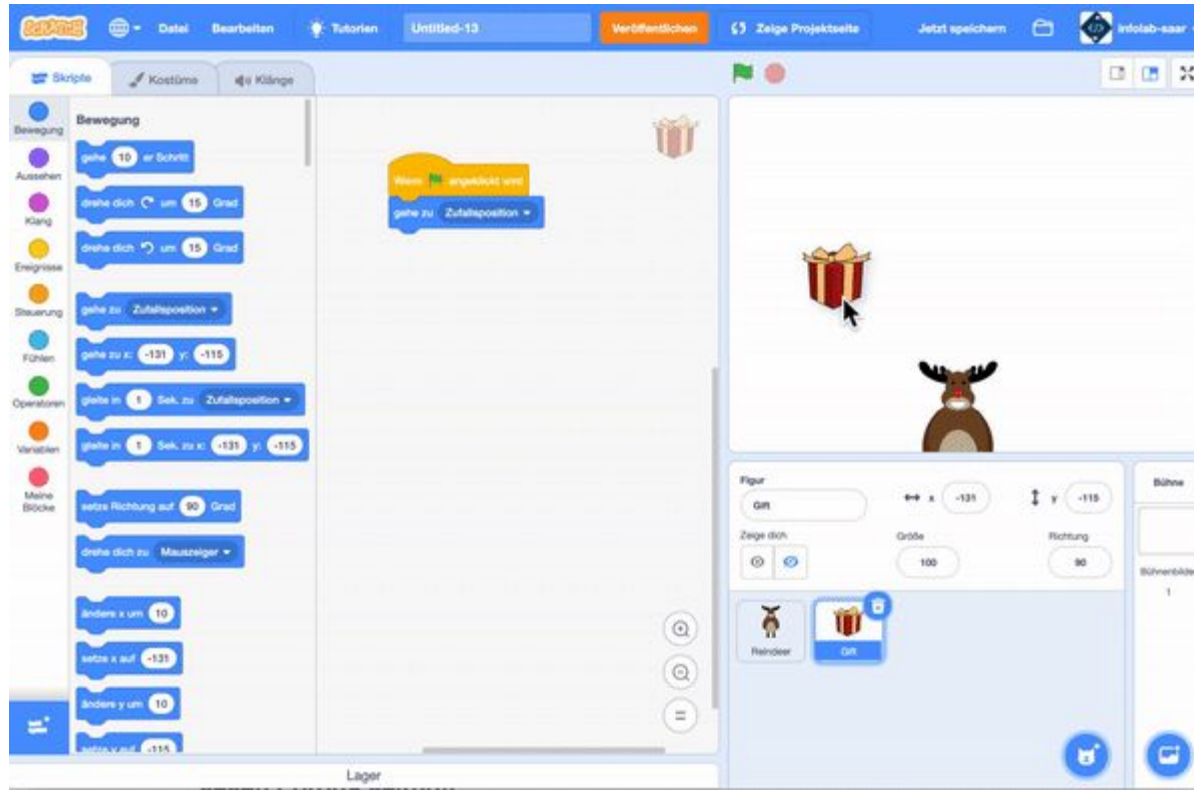 SCRATCH
Datei Bearbeiten Tutorien Untitled-13 Veröffentlichen Zeige Projektseite Jetzt speichern infolab-saar
Skripte Kostüme Klänge
Bewegung
Aussehen
Klang
Ereignisse
Steuerung
Fühlen
Operatoren
Variablen
Meine
Blöcke
Bewegung
gehe 10 er Schritt
drehe dich um 15 Grad
drehe dich um 15 Grad
gehe zu Zufallsposition
gehe zu x: -131 y: -115
gleite in 1 Sek. zu Zufallsposition
gleite in 1 Sek. zu x: -131 y: -115
setze Richtung auf 90 Grad
drehe dich zu Mauszeiger
ändere x um 10
setze x auf -131
ändere y um 10
setze y auf -115
Wenn angeklickt wird
gehe zu Zufallsposition
Lager
Figur
Gift
x -131
y -115
Zeige dich
Größe
100
Richtung
90
Reindeer
Gift
Bühne
Bühnenbilder
1